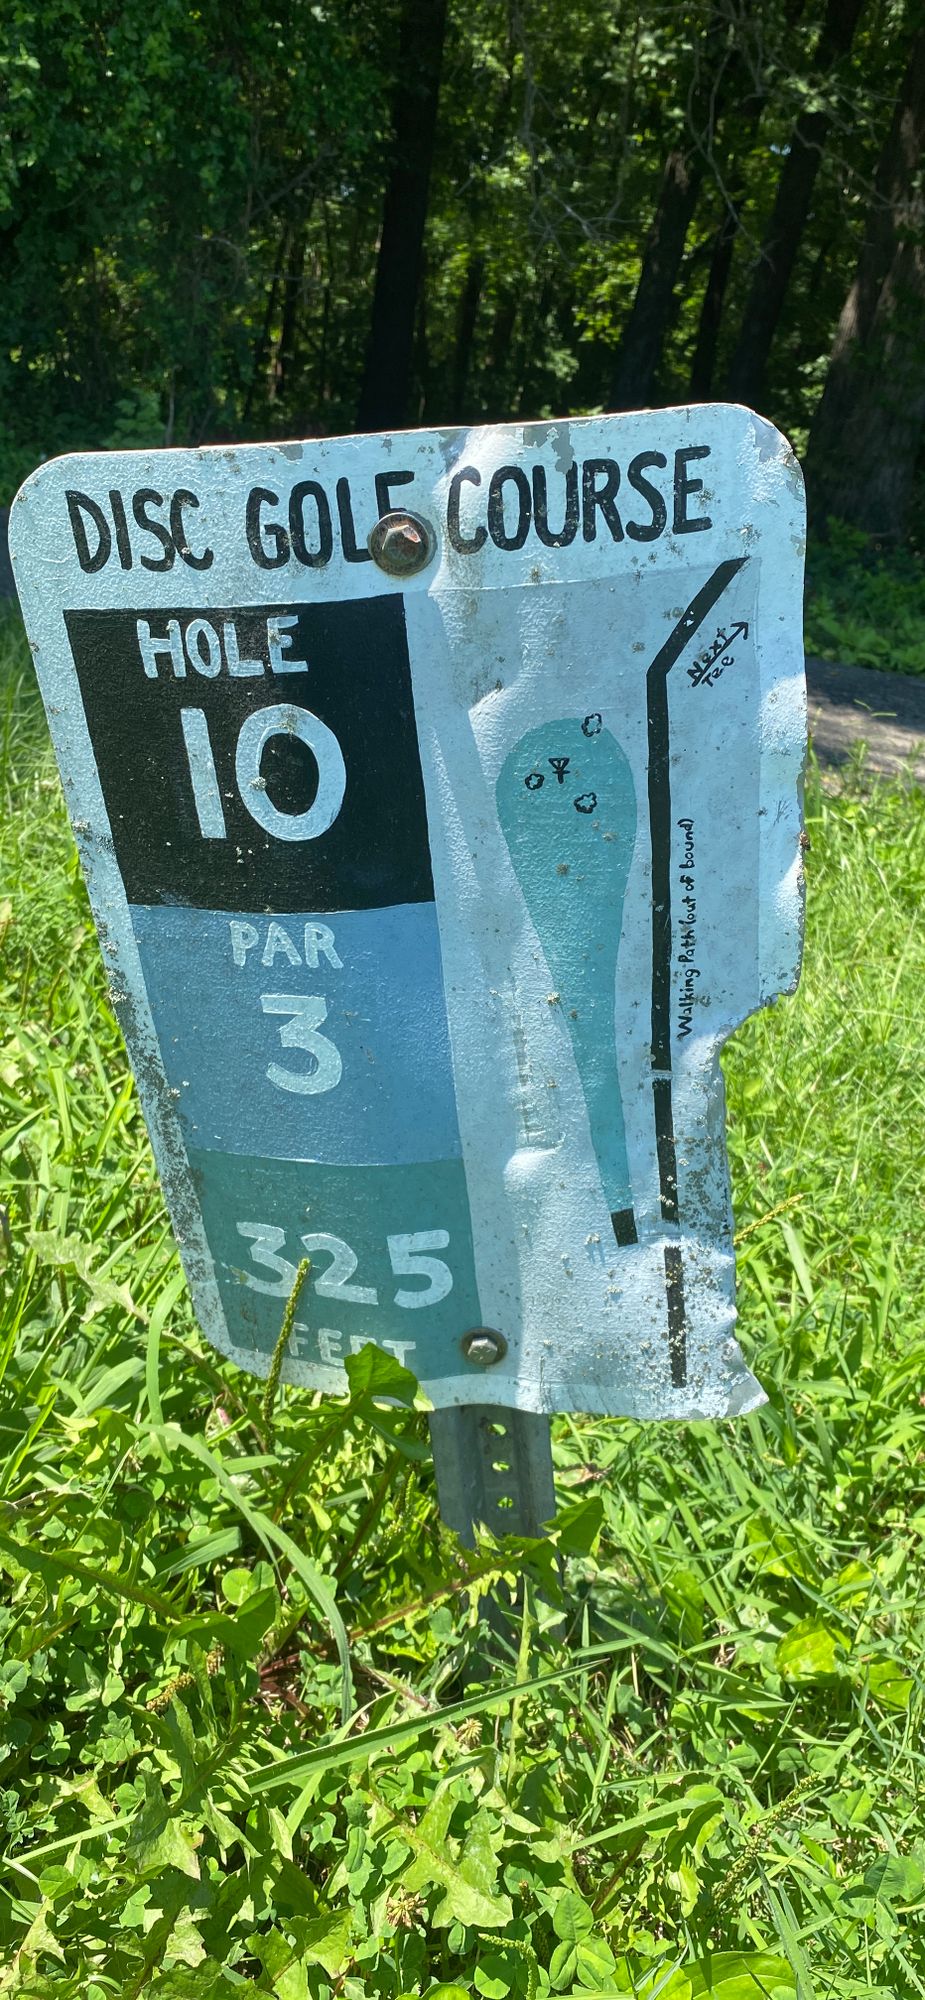 DISC GOLF COURSE
HOLE
10
PAR
3
325
FEET
Next
Tee
Walking Path (out of bound)